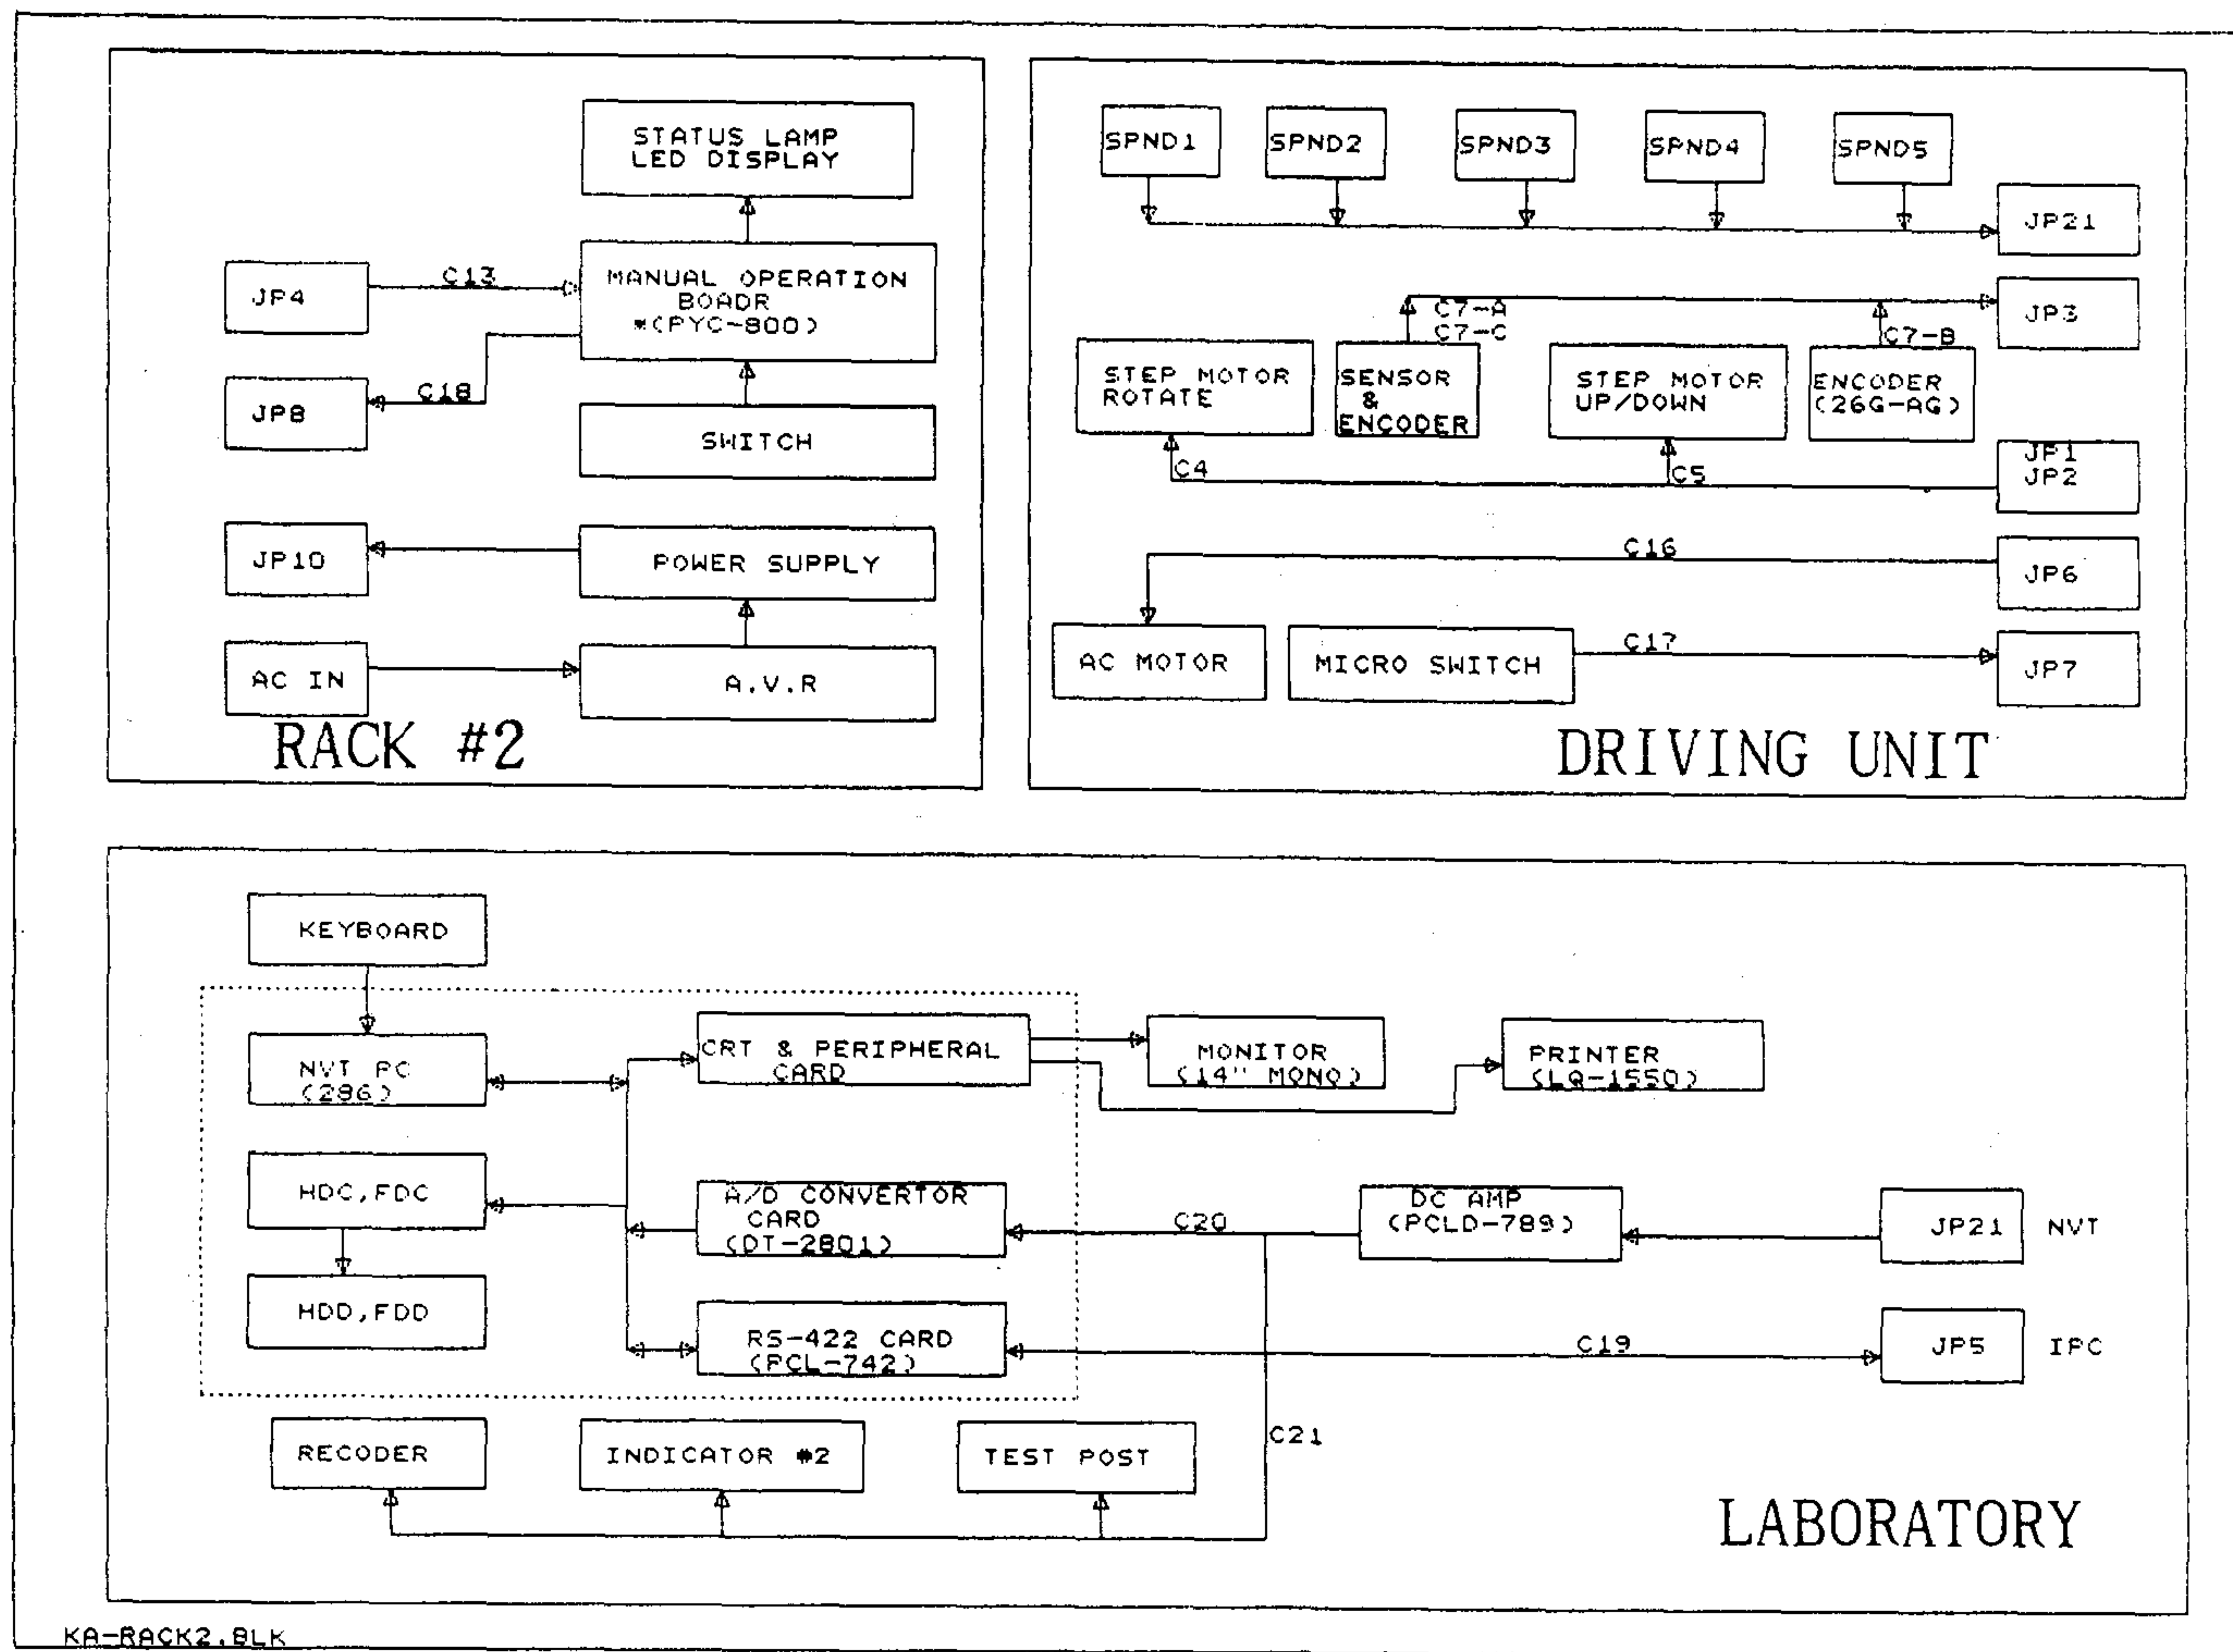 STATUS LAMP
LED DISPLAY
JP4
C13
MANUAL OPERATION
BOADR
*(PYC-800)
JP8
C18
SWITCH
JP10
POWER SUPPLY
AC IN
A.V.R
RACK #2
SPND1
SPND2
SPND3
SPND4
SPND5
JP21
JP3
C7-A
C7-C
C7-B
STEP MOTOR
ROTATE
SENSOR
&
ENCODER
STEP MOTOR
UP/DOWN
ENCODER
(26G-AG)
JP1
JP2
C4
C5
C16
JP6
AC MOTOR
MICRO SWITCH
C17
JP7
DRIVING UNIT
KEYBOARD
NVT PC
(286)
CRT & PERIPHERAL
CARD
MONITOR
(14" MONO)
PRINTER
(LQ-1550)
HDC,FDC
A/D CONVERTOR
CARD
(DT-2801)
C20
DC AMP
(PCLD-789)
JP21
NVT
HDD,FDD
RS-422 CARD
(PCL-742)
C19
JP5
IPC
RECODER
INDICATOR #2
TEST POST
C21
LABORATORY
KA-RACK2.BLK